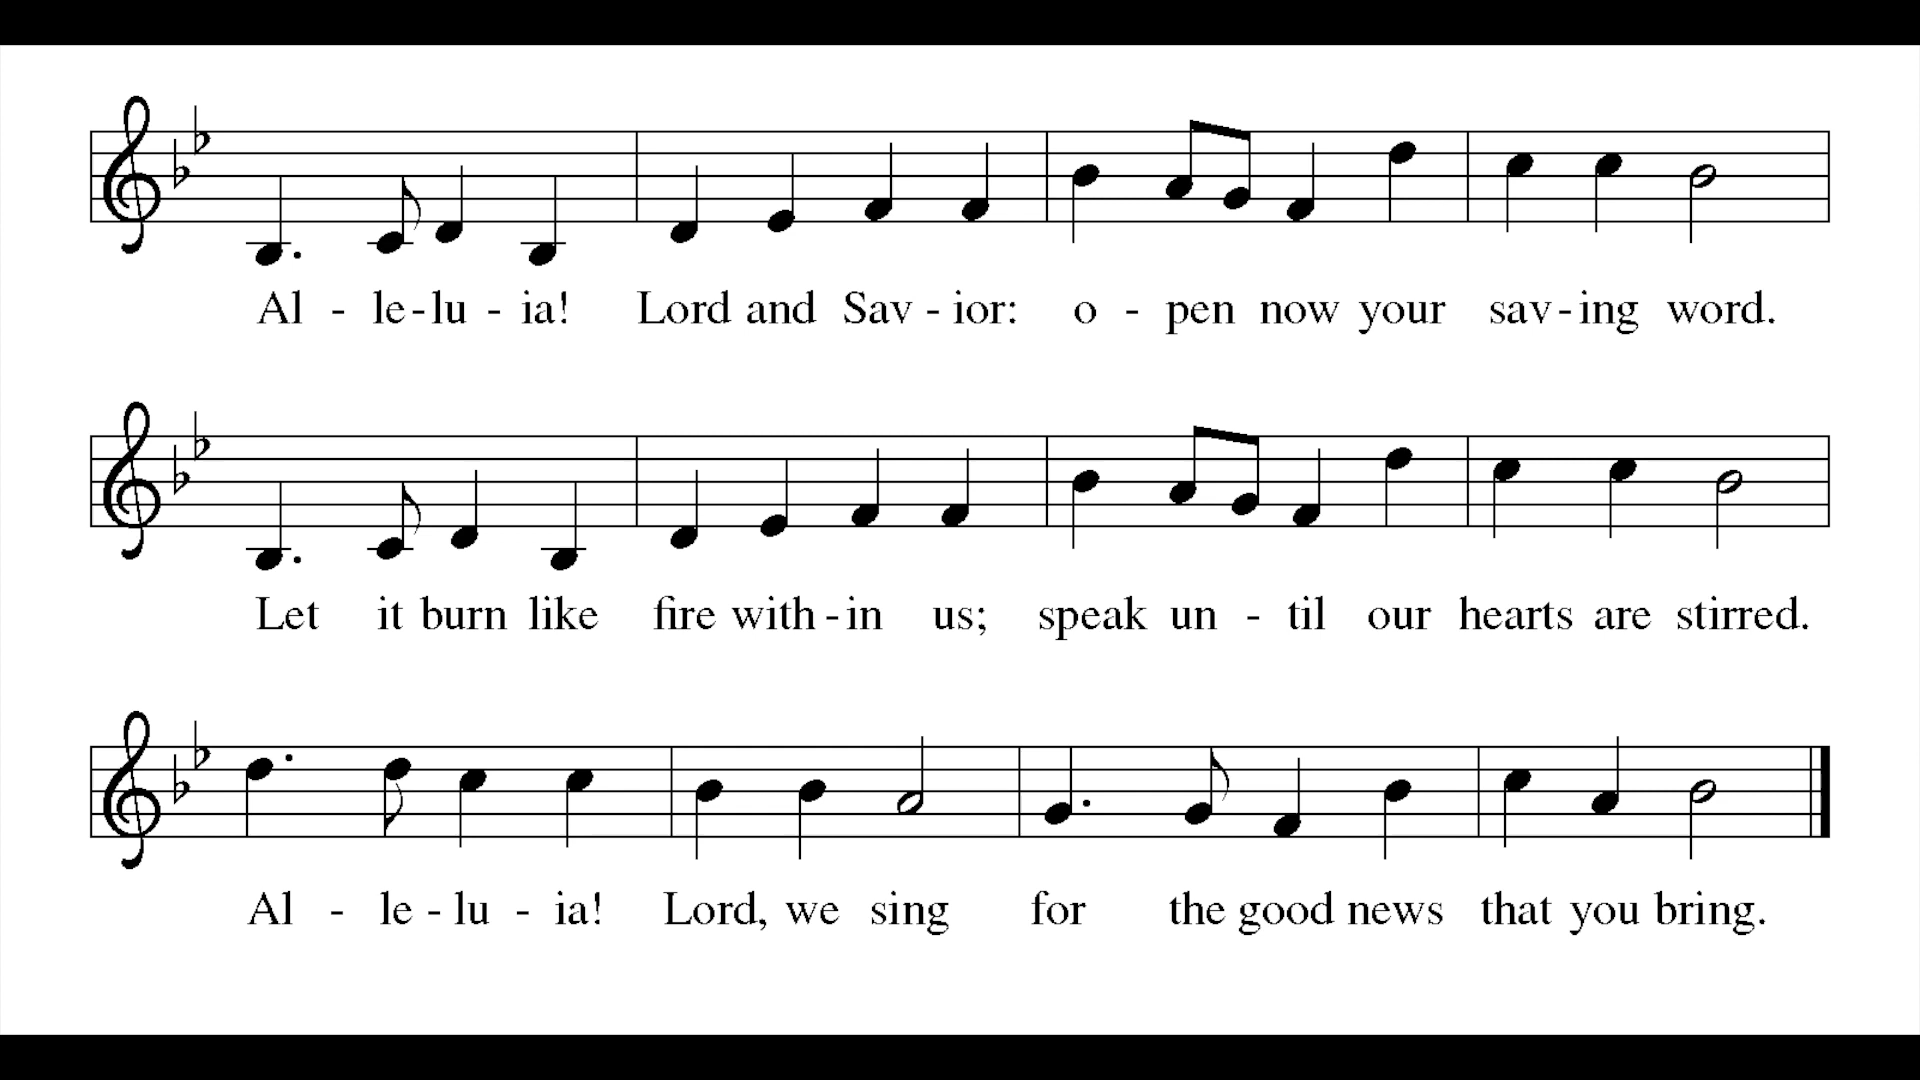 Al - le - lu - ia! Lord and Sav - ior: o - pen now your sav - ing word.
Let it burn like fire with - in us; speak un - til our hearts are stirred.
Al - le - lu - ia! Lord, we sing for the good news that you bring.